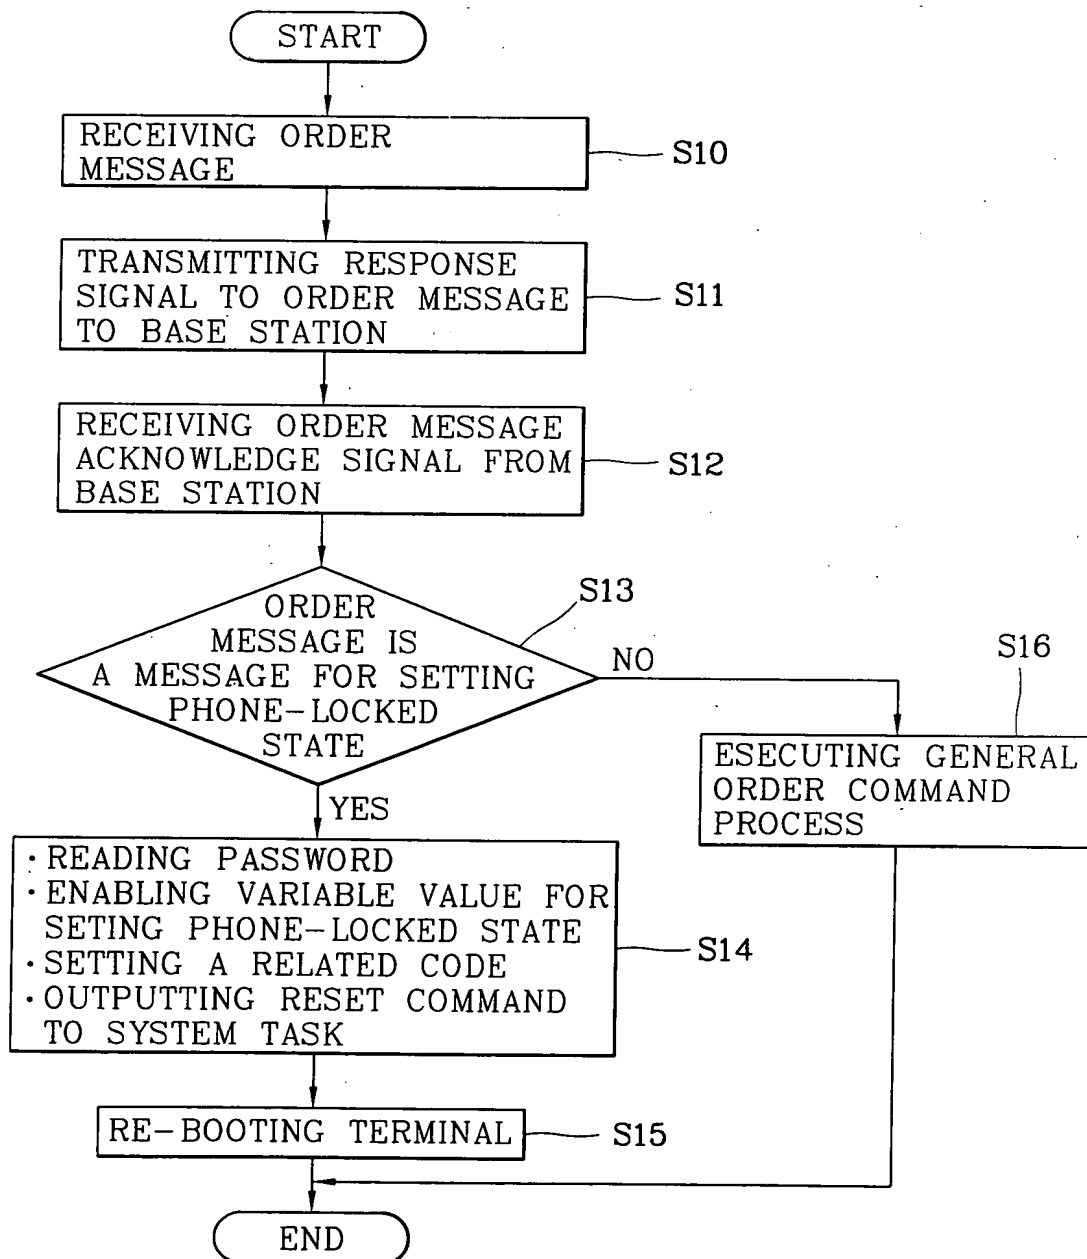 START
RECEIVING ORDER
MESSAGE
S10
TRANSMITTING RESPONSE
SIGNAL TO ORDER MESSAGE
TO BASE STATION
S11
RECEIVING ORDER MESSAGE
ACKNOWLEDGE SIGNAL FROM
BASE STATION
S12
ORDER
MESSAGE IS
A MESSAGE FOR SETTING
PHONE-LOCKED
STATE
S13
NO
S16
ESECUTING GENERAL
ORDER COMMAND
PROCESS
YES
· READING PASSWORD
· ENABLING VARIABLE VALUE FOR
SETING PHONE-LOCKED STATE
· SETTING A RELATED CODE
· OUTPUTTING RESET COMMAND
TO SYSTEM TASK
S14
RE-BOOTING TERMINAL
S15
END